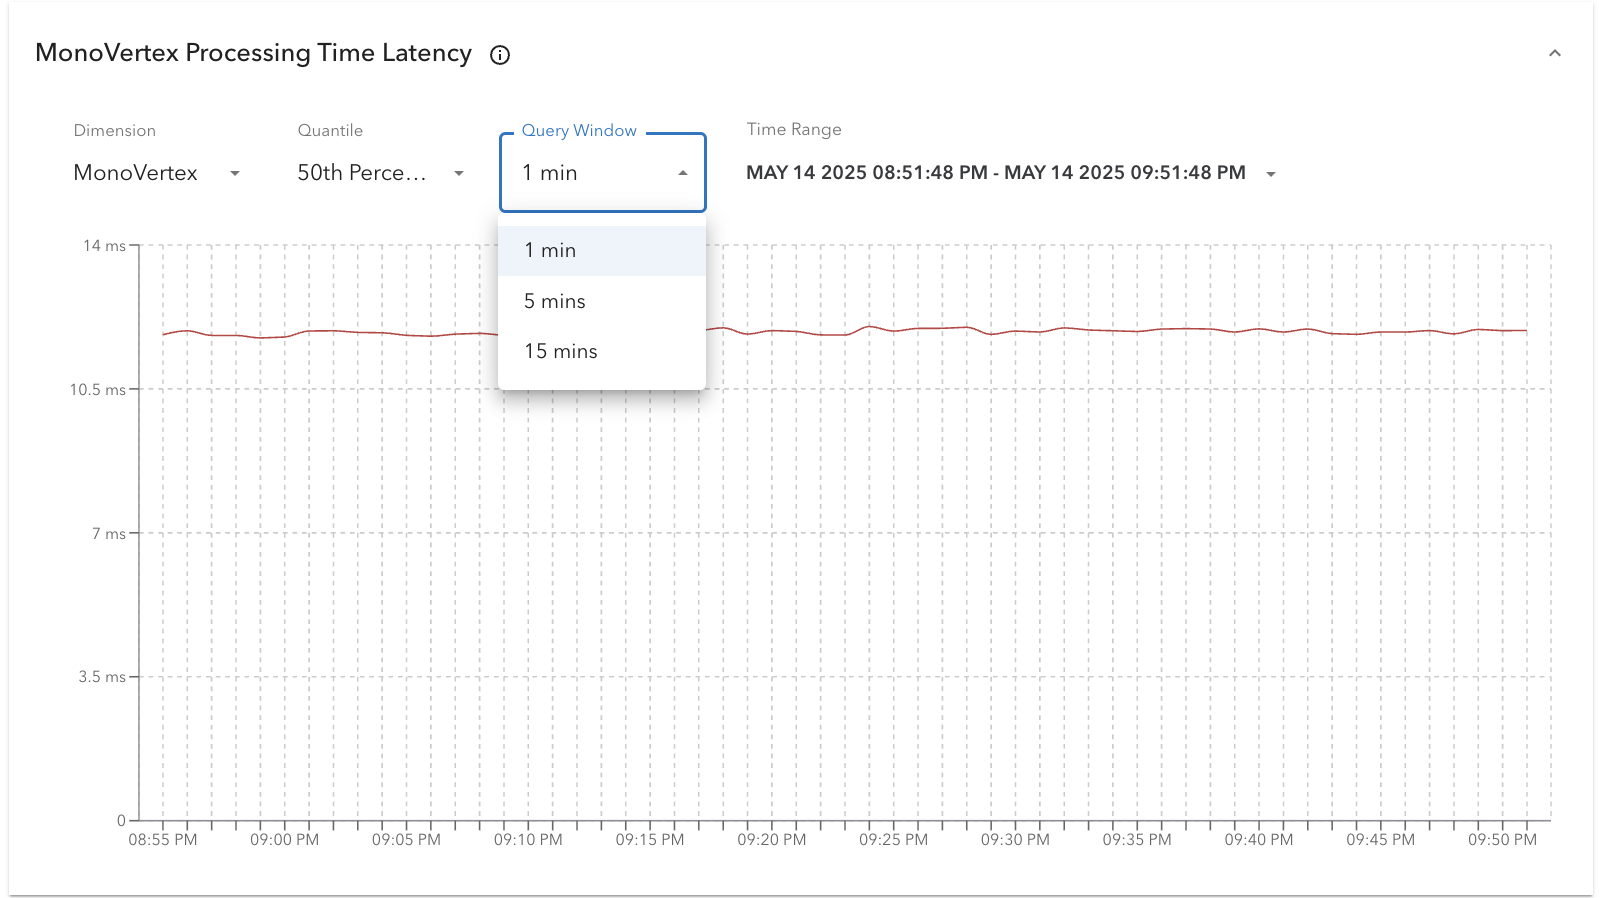 MonoVertex Processing Time Latency
Dimension
Quantile
Query Window
Time Range
MonoVertex
50th Perce...
1 min
MAY 14 2025 08:51:48 PM - MAY 14 2025 09:51:48 PM
1 min
5 mins
15 mins
14 ms
10.5 ms
7 ms
3.5 ms
0
08:55 PM
09:00 PM
09:05 PM
09:10 PM
09:15 PM
09:20 PM
09:25 PM
09:30 PM
09:35 PM
09:40 PM
09:45 PM
09:50 PM